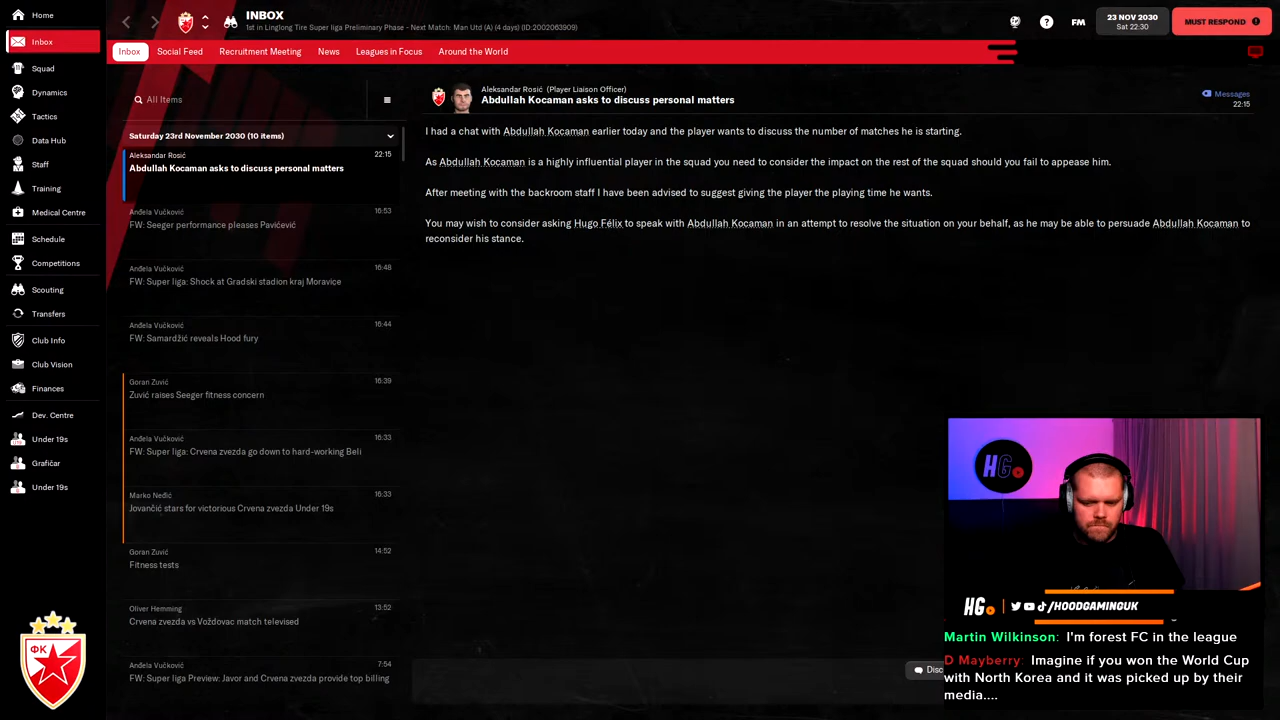 Home
Inbox
Squad
Dynamics
Tactics
Data Hub
Staff
Training
Medical Centre
Schedule
Competitions
Scouting
Transfers
Club Info
Club Vision
Finances
Dev. Centre
Under 19s
Grafičar
Under 19s
ФК
INBOX
1st in Linglong Tire Super liga Preliminary Phase - Next Match: Man Utd (A) (4 days) (ID:2002063909)
FM
23 NOV 2030
Sat 22:30
MUST RESPOND
Inbox
Social Feed
Recruitment Meeting
News
Leagues in Focus
Around the World
All Items
Saturday 23rd November 2030 (10 items)
Aleksandar Rosić 22:15
Abdullah Kocaman asks to discuss personal matters
Anđela Vučković 16:53
FW: Seeger performance pleases Pavićević
Anđela Vučković 16:48
FW: Super liga: Shock at Gradski stadion kraj Moravice
Anđela Vučković 16:44
FW: Samardžić reveals Hood fury
Goran Zuvić 16:39
Zuvić raises Seeger fitness concern
Anđela Vučković 16:33
FW: Super liga: Crvena zvezda go down to hard-working Beli
Marko Neđić 16:33
Jovančić stars for victorious Crvena zvezda Under 19s
Goran Zuvić 14:52
Fitness tests
Oliver Hemming 13:52
Crvena zvezda vs Voždovac match televised
Anđela Vučković 7:54
FW: Super liga Preview: Javor and Crvena zvezda provide top billing
Aleksandar Rosić (Player Liaison Officer)
Abdullah Kocaman asks to discuss personal matters
Messages
22:15
I had a chat with Abdullah Kocaman earlier today and the player wants to discuss the number of matches he is starting.
As Abdullah Kocaman is a highly influential player in the squad you need to consider the impact on the rest of the squad should you fail to appease him.
After meeting with the backroom staff I have been advised to suggest giving the player the playing time he wants.
You may wish to consider asking Hugo Félix to speak with Abdullah Kocaman in an attempt to resolve the situation on your behalf, as he may be able to persuade Abdullah Kocaman to
reconsider his stance.
Disc
HG
HG
/HOODGAMINGUK
Martin Wilkinson: I'm forest FC in the league
D Mayberry: Imagine if you won the World Cup
with North Korea and it was picked up by their
media....